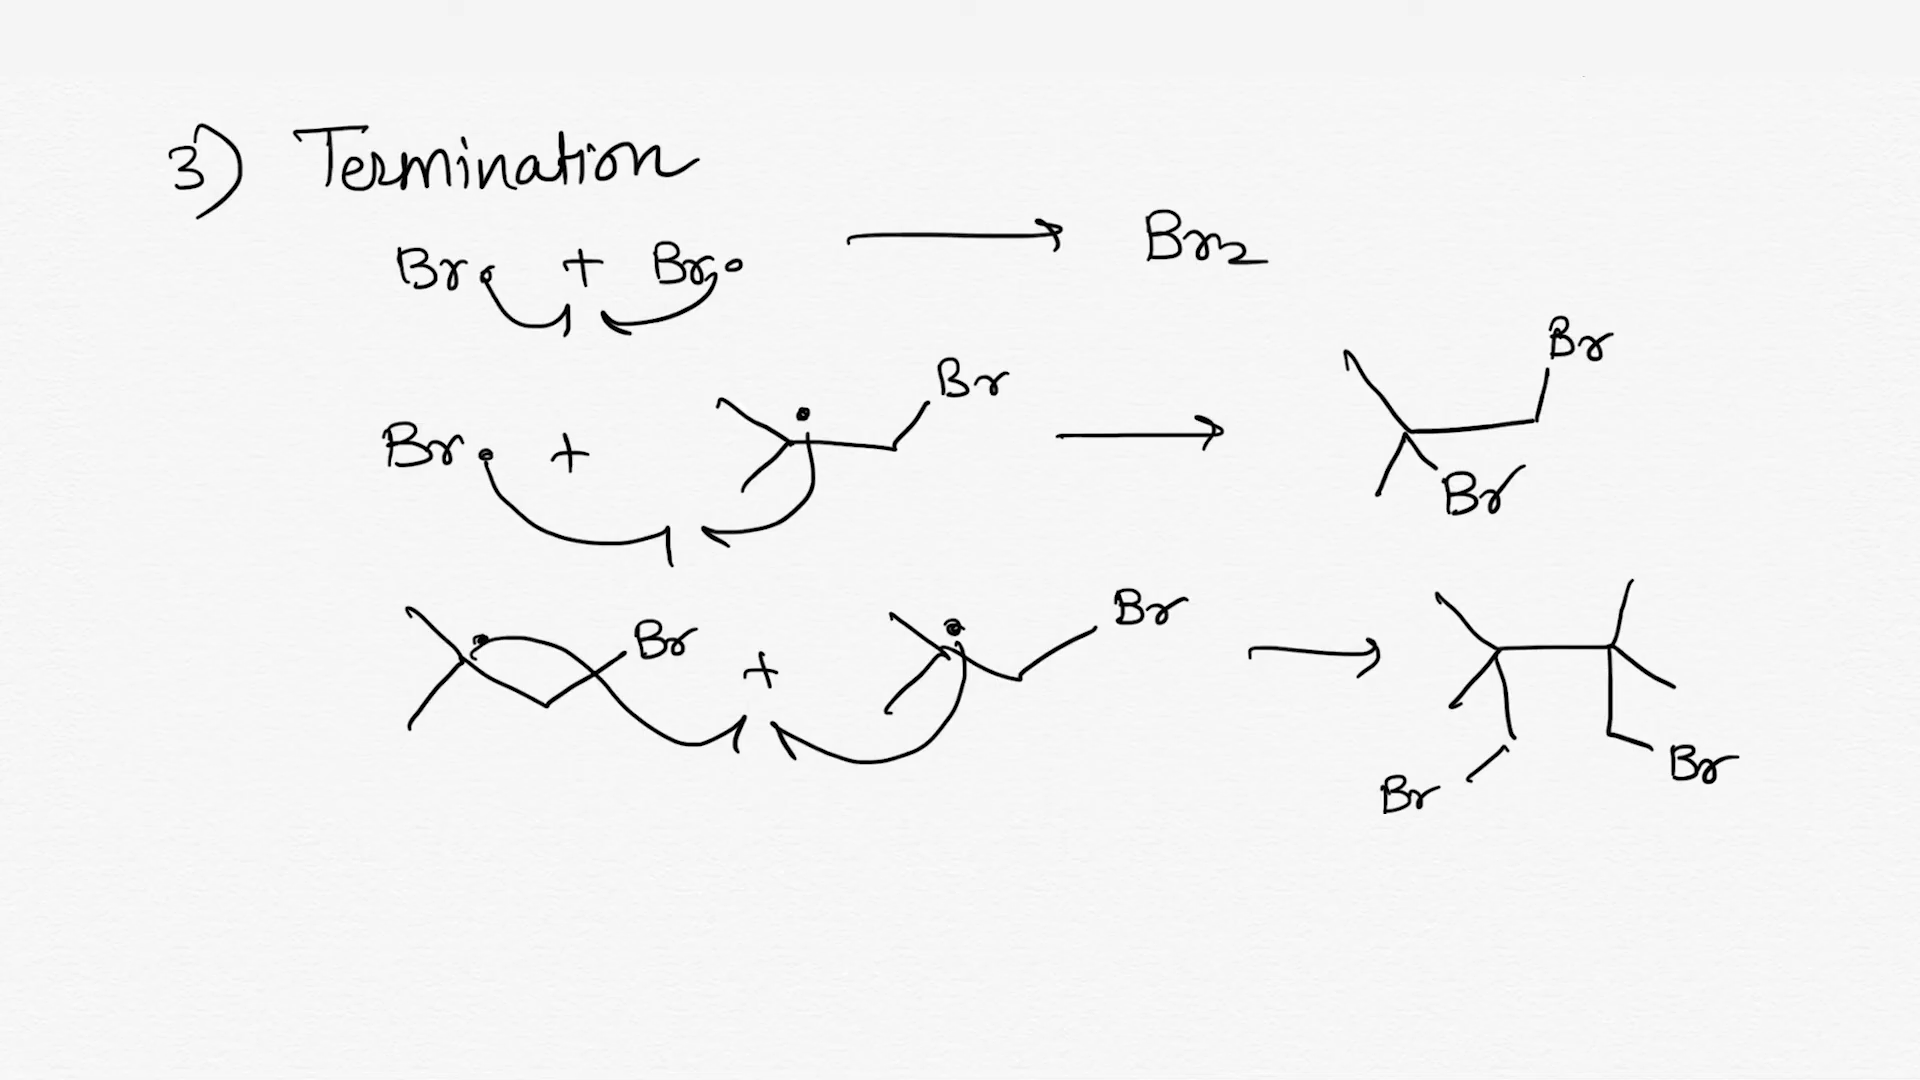 3) Termination
Br• + Br• → Br2
Br• + • Br → Br Br
• Br + • Br → Br Br